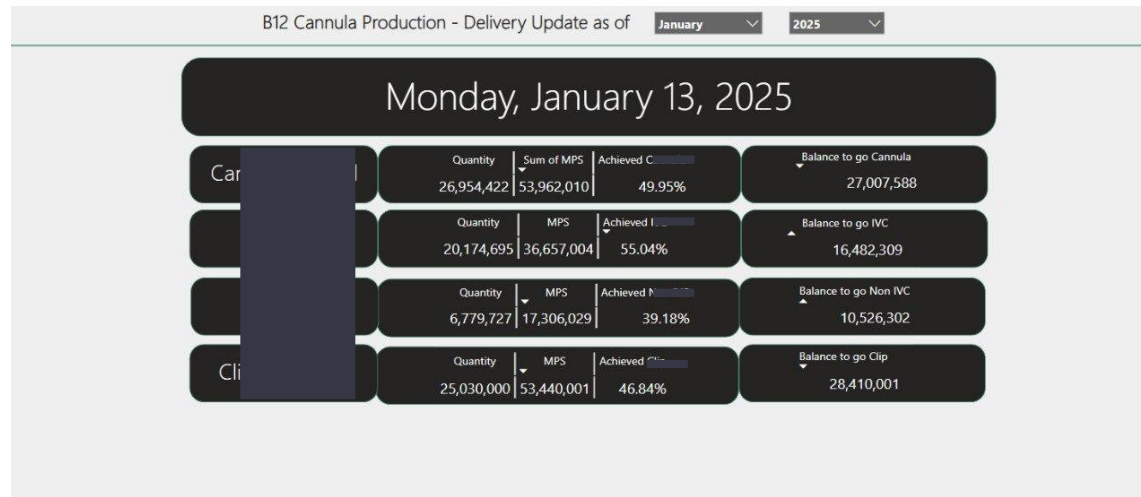 B12 Cannula Production - Delivery Update as of January 2025
Monday, January 13, 2025
Quantity Sum of MPS Achieved Balance to go Cannula
26,954,422 53,962,010 49.95% 27,007,588
Quantity MPS Achieved Balance to go IVC
20,174,695 36,657,004 55.04% 16,482,309
Quantity MPS Achieved Balance to go Non IVC
6,779,727 17,306,029 39.18% 10,526,302
Quantity MPS Achieved Balance to go Clip
25,030,000 53,440,001 46.84% 28,410,001